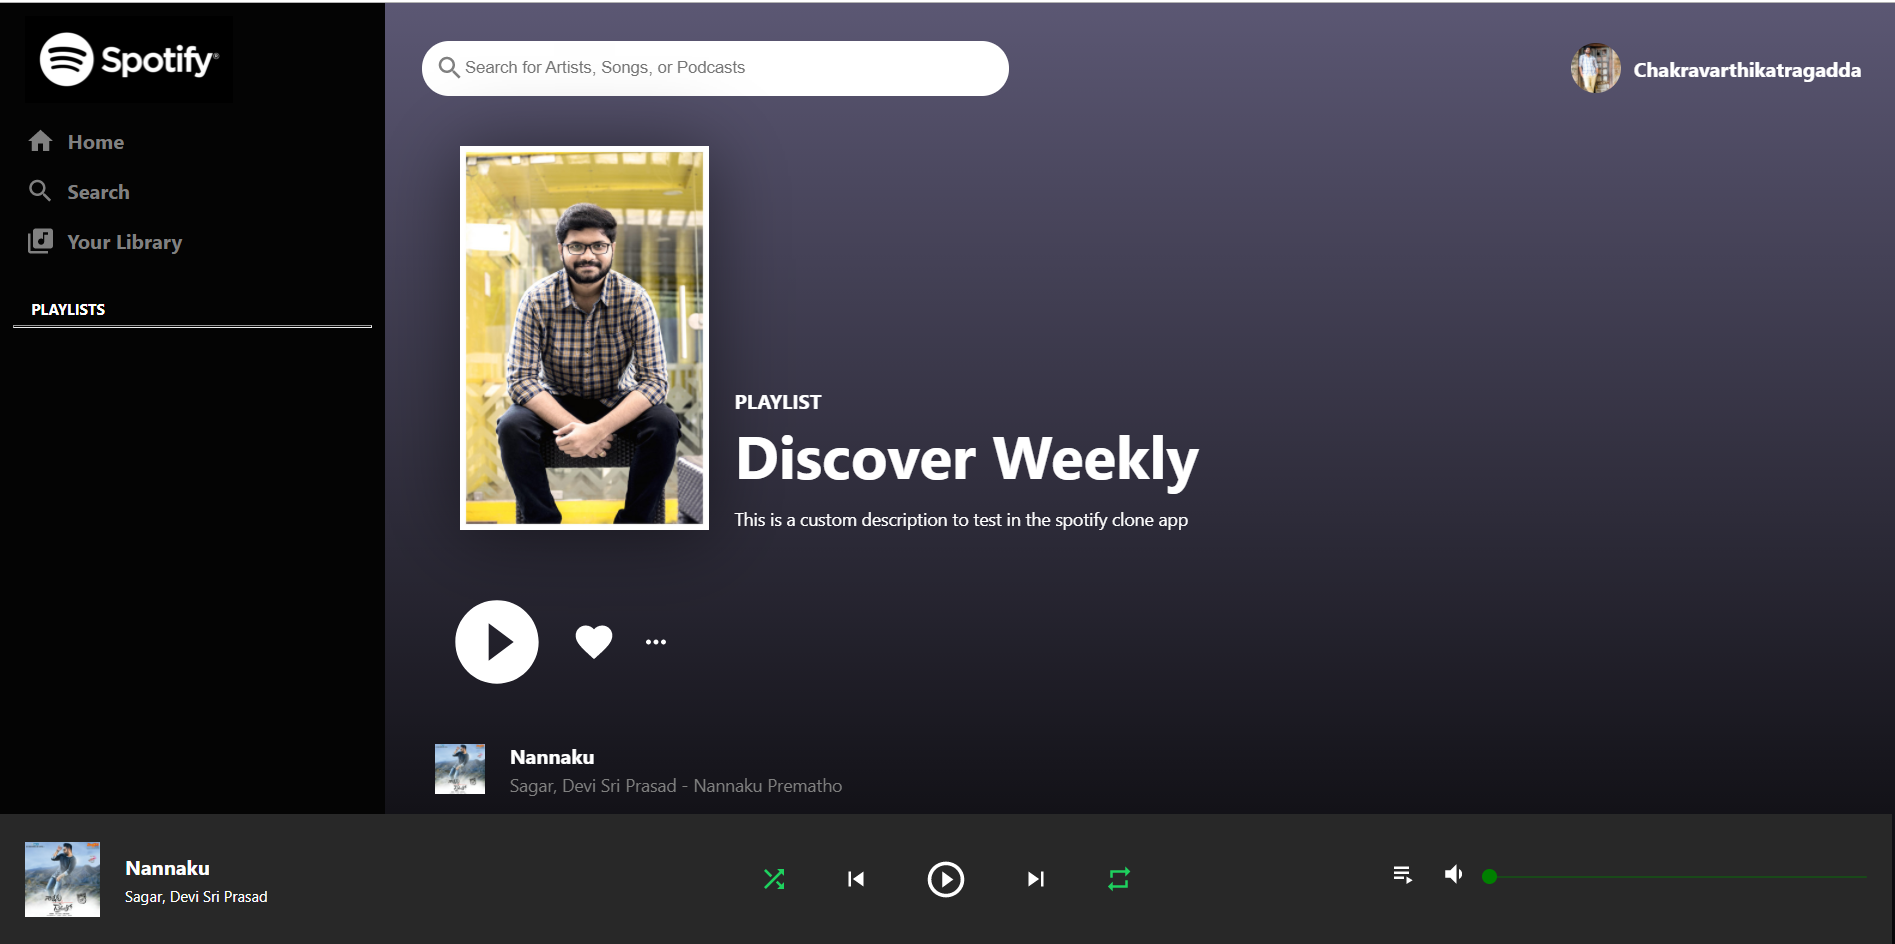 Spotify®
Home
Search
Your Library
PLAYLISTS
Search for Artists, Songs, or Podcasts
Chakravarthikatragadda
PLAYLIST
Discover Weekly
This is a custom description to test in the spotify clone app
Nannaku
Sagar, Devi Sri Prasad - Nannaku Prematho
Nannaku
Sagar, Devi Sri Prasad